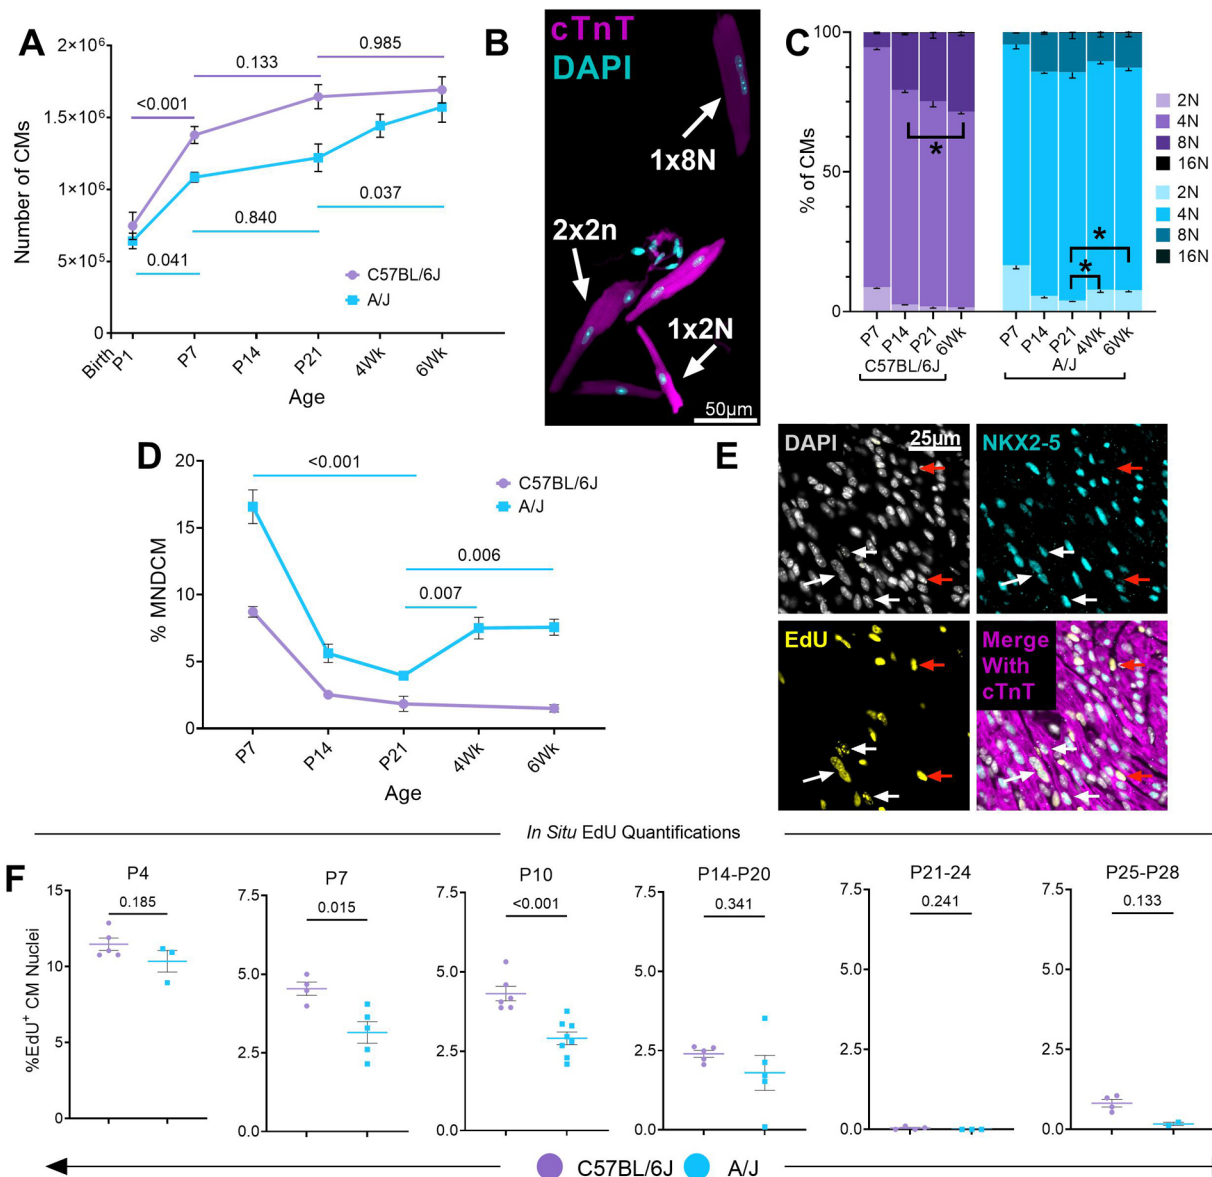 A
2×10⁶
1.5×10⁶
1×10⁶
5×10⁵
0
Number of CMs
<0.001
0.133
0.985
0.041
0.840
0.037
C57BL/6J
A/J
Birth
P1
P7
P14
P21
4Wk
6Wk
Age
B
cTnT
DAPI
1x8N
2x2n
1x2N
50µm
C
100
50
0
% of CMs
*
*
*
2N
4N
8N
16N
2N
4N
8N
16N
P7
P14
P21
6Wk
C57BL/6J
P7
P14
P21
4Wk
6Wk
A/J
D
20
15
10
5
0
% MNDCM
<0.001
0.006
0.007
C57BL/6J
A/J
P7
P14
P21
4Wk
6Wk
Age
E
DAPI
25µm
NKX2-5
EdU
Merge
With
cTnT
In Situ EdU Quantifications
F
%EdU⁺ CM Nuclei
P4
0.185
15
10
5
0
P7
0.015
7.5
5.0
2.5
0.0
P10
<0.001
7.5
5.0
2.5
0.0
P14-P20
0.341
7.5
5.0
2.5
0.0
P21-24
0.241
7.5
5.0
2.5
0.0
P25-P28
0.133
7.5
5.0
2.5
0.0
C57BL/6J
A/J